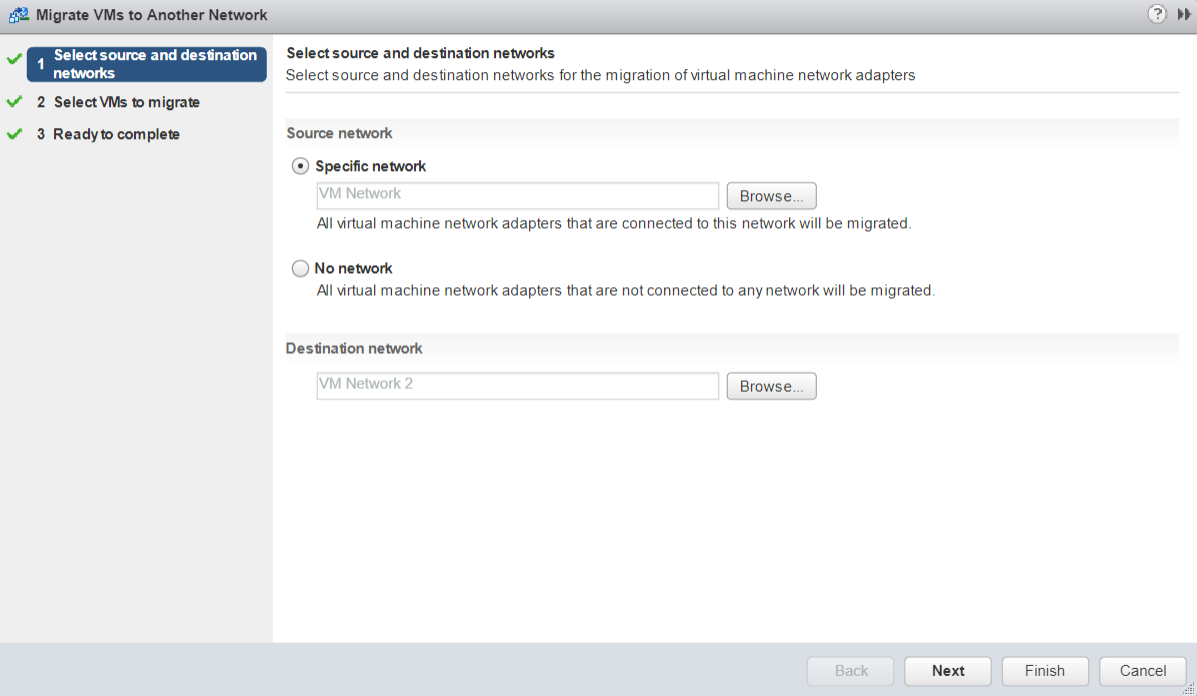 Migrate VMs to Another Network
?
1 Select source and destination
networks
2 Select VMs to migrate
3 Ready to complete
Select source and destination networks
Select source and destination networks for the migration of virtual machine network adapters
Source network
Specific network
VM Network
Browse...
All virtual machine network adapters that are connected to this network will be migrated.
No network
All virtual machine network adapters that are not connected to any network will be migrated.
Destination network
VM Network 2
Browse...
Back
Next
Finish
Cancel